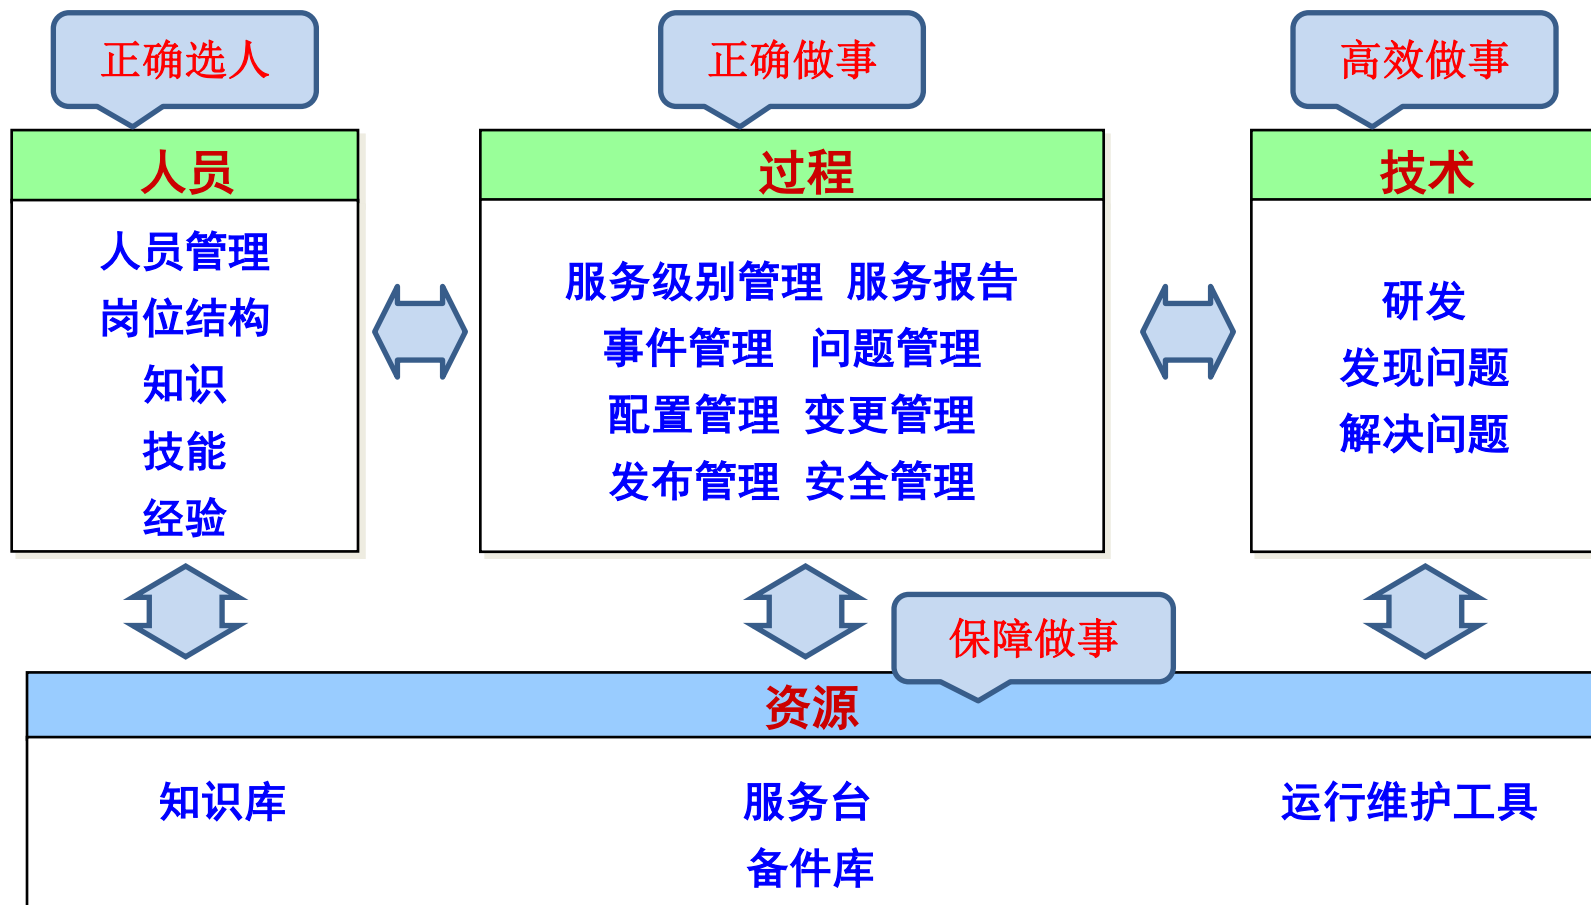 正确选人
正确做事
高效做事
人员
过程
技术
人员管理
岗位结构
知识
技能
经验
服务级别管理 服务报告
事件管理 问题管理
配置管理 变更管理
发布管理 安全管理
研发
发现问题
解决问题
保障做事
资源
知识库
服务台
备件库
运行维护工具